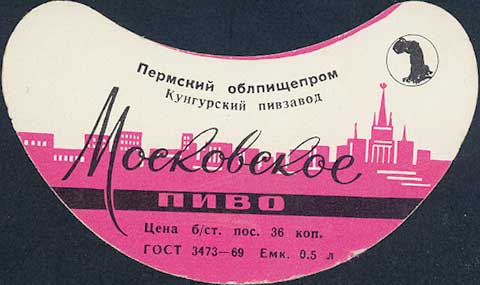 Пермский облпищепром
Кунгурский пивзавод
Московское
ПИВО
Цена б/ст. пос. 36 коп.
ГОСТ 3473—69 Емк. 0.5 л